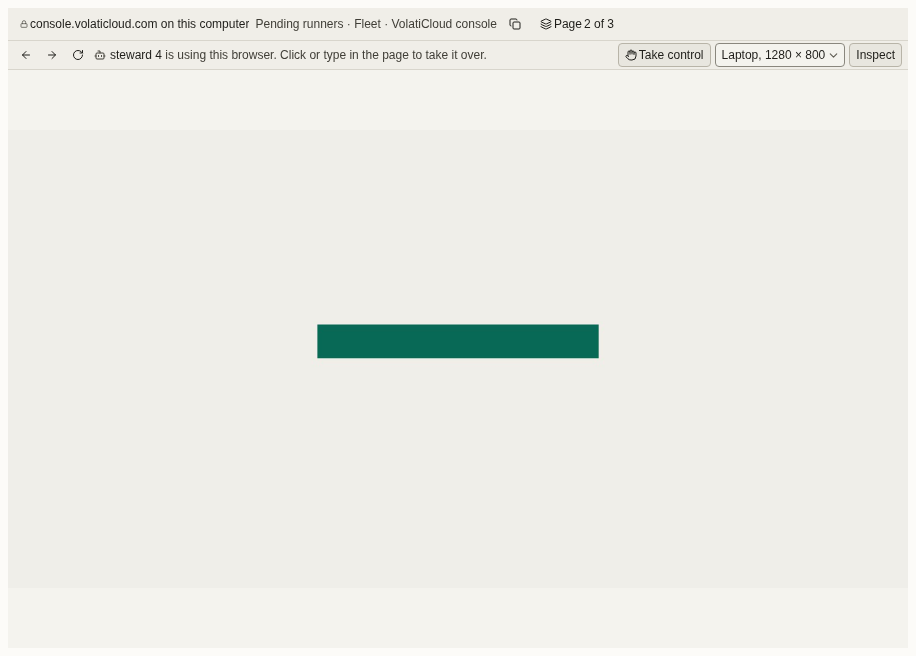 console.volaticloud.com on this computer Pending runners · Fleet · VolatiCloud console Page 2 of 3
steward 4 is using this browser. Click or type in the page to take it over. Take control Laptop, 1280 × 800 Inspect